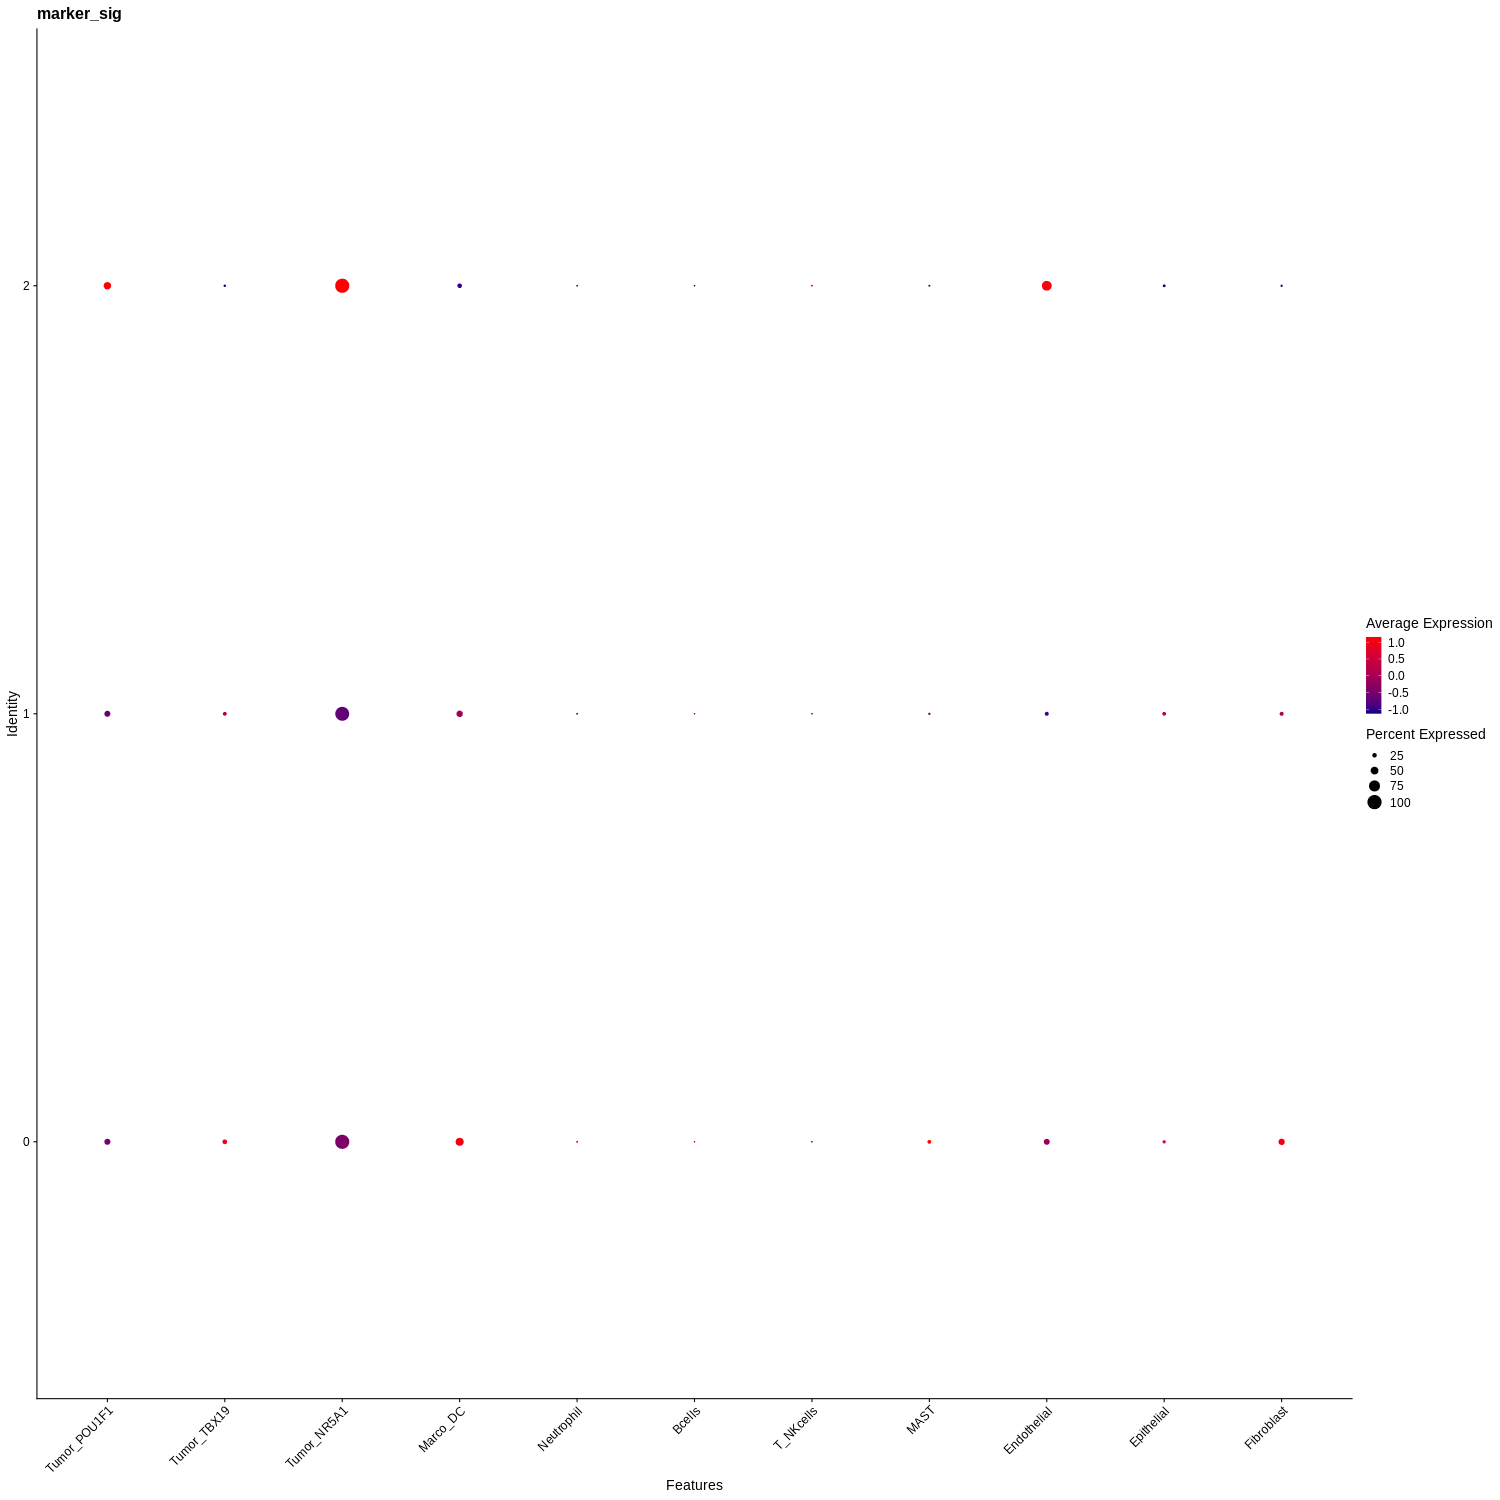 marker_sig
2
1
0
Identity
Tumor_POU1F1
Tumor_TBX19
Tumor_NR5A1
Marco_DC
Neutrophil
Bcells
T_NKcells
MAST
Endothelial
Epithelial
Fibroblast
Features
Average Expression
1.0
0.5
0.0
-0.5
-1.0
Percent Expressed
25
50
75
100